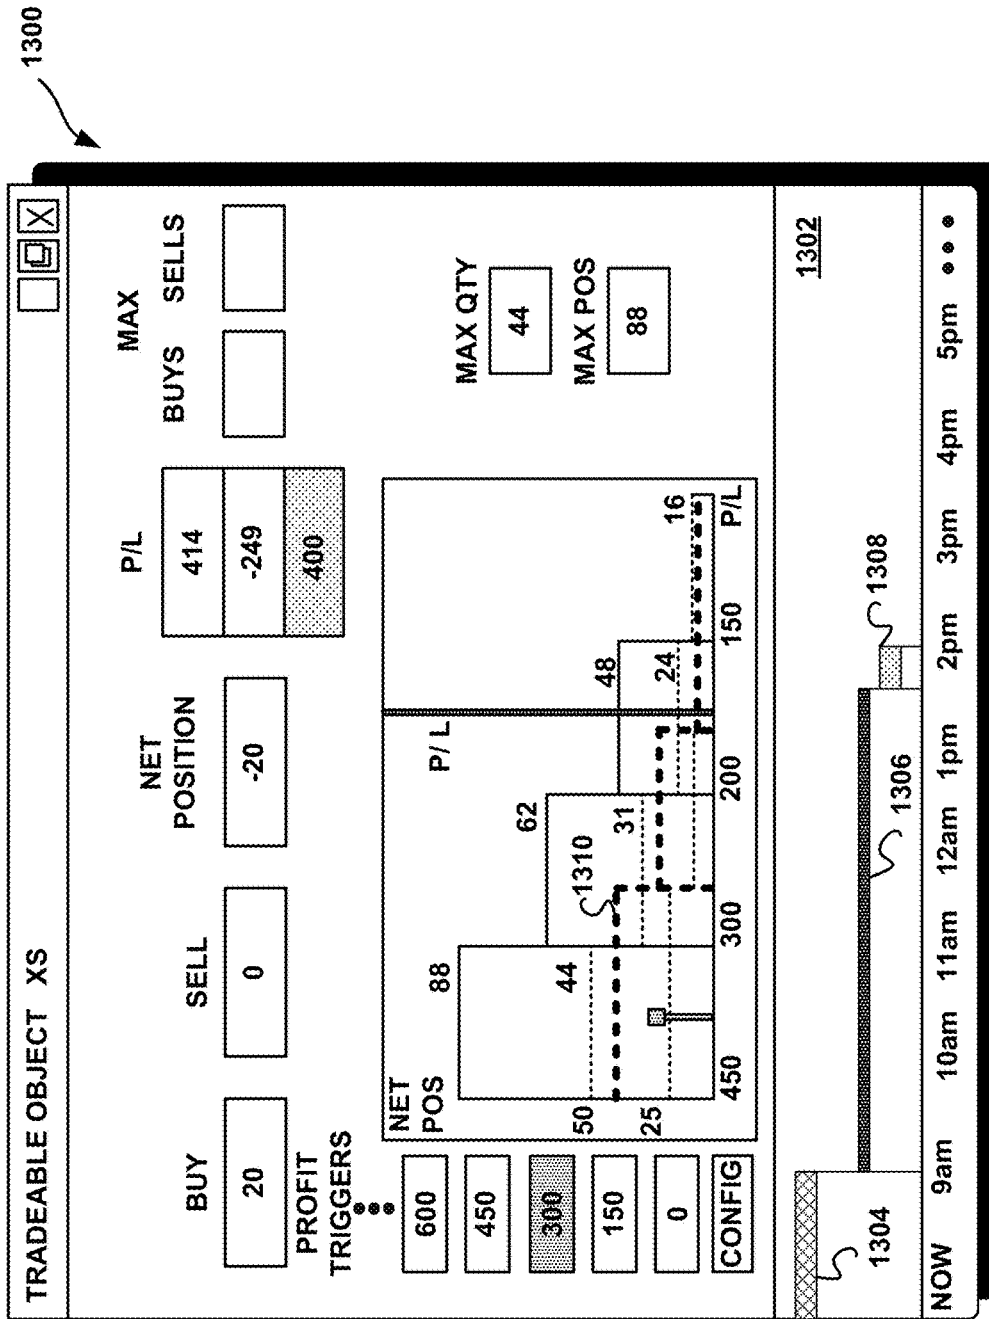 1300
TRADEABLE OBJECT XS
X
BUY
SELL
NET
POSITION
P/L
MAX
BUYS
SELLS
20
0
-20
414
-249
400
PROFIT
TRIGGERS
600
450
300
150
0
CONFIG
NET
POS
50
25
88
44
62
31
1310
P/ L
48
24
16
450
300
200
150
P/L
MAX QTY
44
MAX POS
88
1302
1304
1306
1308
NOW 9am 10am 11am 12am 1pm 2pm 3pm 4pm 5pm